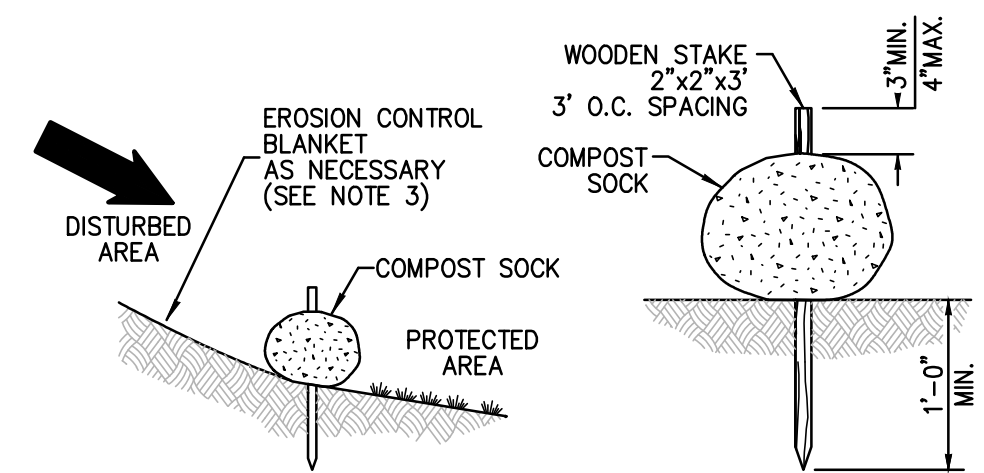 EROSION CONTROL
BLANKET
AS NECESSARY
(SEE NOTE 3)
DISTURBED
AREA
COMPOST SOCK
PROTECTED
AREA
WOODEN STAKE
2"x2"x3'
3' O.C. SPACING
COMPOST
SOCK
3"MIN.
4"MAX.
1'-0"
MIN.